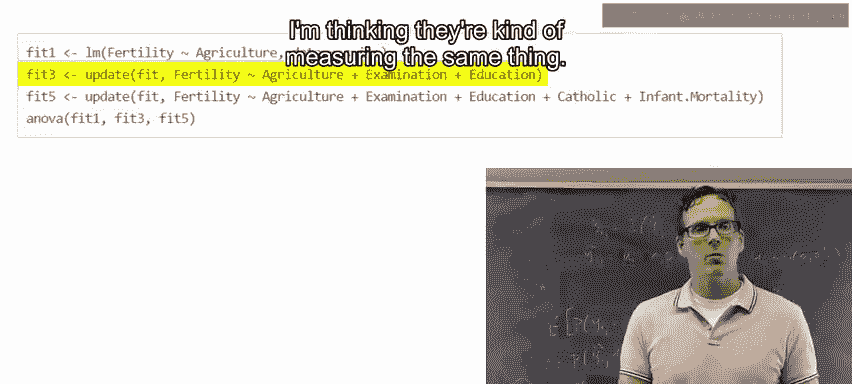 I'm thinking they're kind of
measuring the same thing.
fit1 <- lm(Fertility ~ Agriculture,
fit3 <- update(fit, Fertility ~ Agriculture + Examination + Education)
fit5 <- update(fit, Fertility ~ Agriculture + Examination + Education + Catholic + Infant.Mortality)
anova(fit1, fit3, fit5)